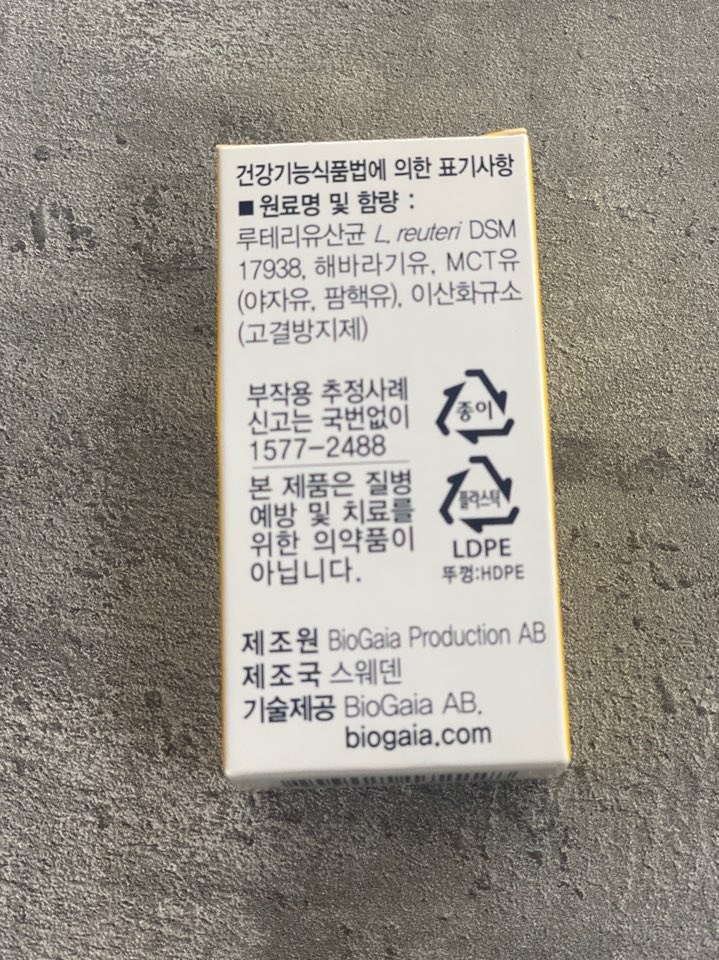 건강기능식품법에 의한 표기사항
■ 원료명 및 함량 :
루테리유산균 L. reuteri DSM
17938, 해바라기유, MCT유
(야자유, 팜핵유), 이산화규소
(고결방지제)
부작용 추정사례
신고는 국번없이
1577-2488
본 제품은 질병
예방 및 치료를
위한 의약품이
아닙니다.
종이
플라스틱
LDPE
뚜껑:HDPE
제조원 BioGaia Production AB
제조국 스웨덴
기술제공 BioGaia AB.
biogaia.com